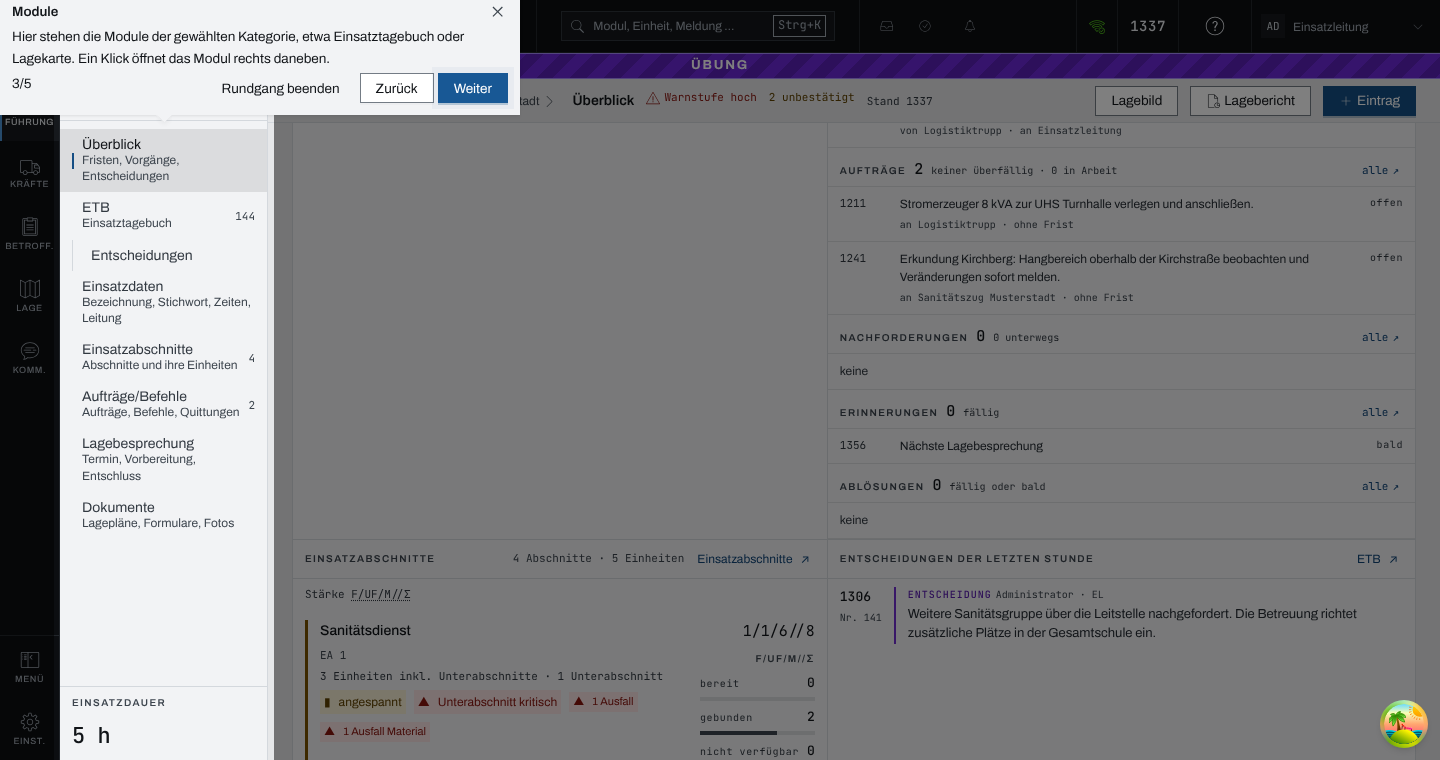 Module
Hier stehen die Module der gewählten Kategorie, etwa Einsatztagebuch oder
Lagekarte. Ein Klick öffnet das Modul rechts daneben.
3/5
Rundgang beenden
Zurück
Weiter
Modul, Einheit, Meldung …
Strg+K
1337
AD
Einsatzleitung
ÜBUNG
tadt
Überblick
Warnstufe hoch
2 unbestätigt
Stand 1337
Lagebild
Lagebericht
+ Eintrag
FÜHRUNG
KRÄFTE
BETROFF.
LAGE
KOMM.
MENÜ
EINST.
Überblick
Fristen, Vorgänge,
Entscheidungen
ETB
Einsatztagebuch
144
Entscheidungen
Einsatzdaten
Bezeichnung, Stichwort, Zeiten,
Leitung
Einsatzabschnitte
Abschnitte und ihre Einheiten
4
Aufträge/Befehle
Aufträge, Befehle, Quittungen
2
Lagebesprechung
Termin, Vorbereitung,
Entschluss
Dokumente
Lagepläne, Formulare, Fotos
EINSATZDAUER
5 h
von Logistiktrupp · an Einsatzleitung
AUFTRÄGE 2 keiner überfällig · 0 in Arbeit
alle ↗
1211
Stromerzeuger 8 kVA zur UHS Turnhalle verlegen und anschließen.
offen
an Logistiktrupp · ohne Frist
1241
Erkundung Kirchberg: Hangbereich oberhalb der Kirchstraße beobachten und
Veränderungen sofort melden.
offen
an Sanitätszug Musterstadt · ohne Frist
NACHFORDERUNGEN 0 0 unterwegs
alle ↗
keine
ERINNERUNGEN 0 fällig
alle ↗
1356
Nächste Lagebesprechung
bald
ABLÖSUNGEN 0 fällig oder bald
alle ↗
keine
EINSATZABSCHNITTE
4 Abschnitte · 5 Einheiten
Einsatzabschnitte ↗
Stärke F/UF/M//Σ
Sanitätsdienst
1/1/6//8
EA 1
F/UF/M//Σ
3 Einheiten inkl. Unterabschnitte · 1 Unterabschnitt
angespannt
Unterabschnitt kritisch
1 Ausfall
1 Ausfall Material
bereit 0
gebunden 2
nicht verfügbar 0
ENTSCHEIDUNGEN DER LETZTEN STUNDE
ETB ↗
1306
Nr. 141
ENTSCHEIDUNG Administrator · EL
Weitere Sanitätsgruppe über die Leitstelle nachgefordert. Die Betreuung richtet
zusätzliche Plätze in der Gesamtschule ein.